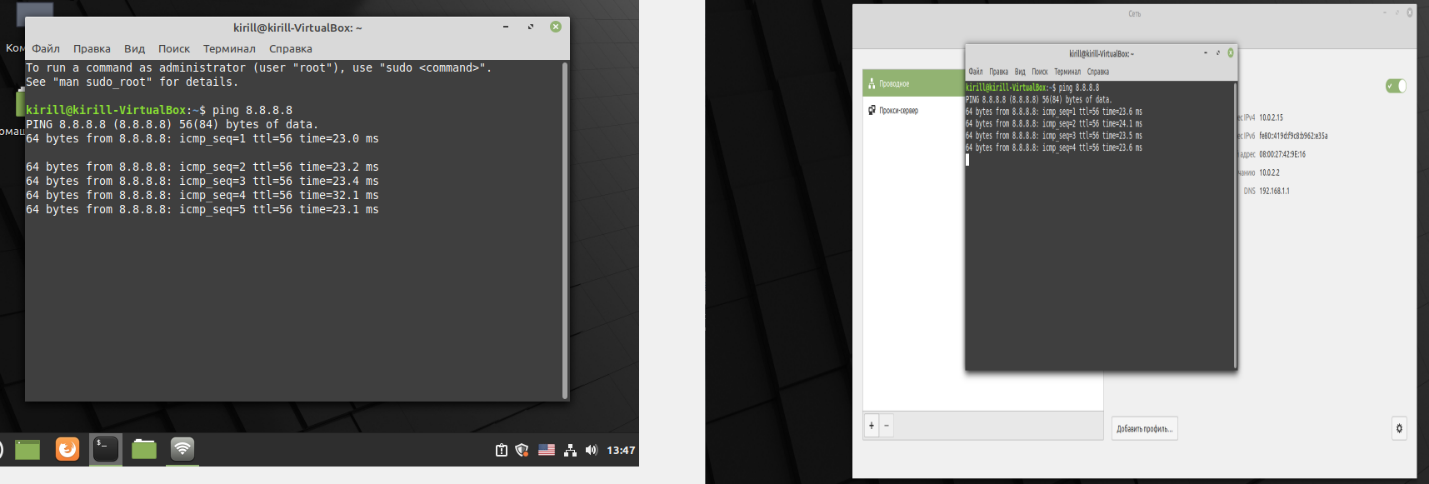 kirill@kirill-VirtualBox: ~
Файл Правка Вид Поиск Терминал Справка
To run a command as administrator (user "root"), use "sudo <command>".
See "man sudo_root" for details.
kirill@kirill-VirtualBox:~$ ping 8.8.8.8
PING 8.8.8.8 (8.8.8.8) 56(84) bytes of data.
64 bytes from 8.8.8.8: icmp_seq=1 ttl=56 time=23.0 ms
64 bytes from 8.8.8.8: icmp_seq=2 ttl=56 time=23.2 ms
64 bytes from 8.8.8.8: icmp_seq=3 ttl=56 time=23.4 ms
64 bytes from 8.8.8.8: icmp_seq=4 ttl=56 time=32.1 ms
64 bytes from 8.8.8.8: icmp_seq=5 ttl=56 time=23.1 ms
13:47
Сеть
Проводное
Прокси-сервер
kirill@kirill-VirtualBox: ~
Файл Правка Вид Поиск Терминал Справка
kirill@kirill-VirtualBox:~$ ping 8.8.8.8
PING 8.8.8.8 (8.8.8.8) 56(84) bytes of data.
64 bytes from 8.8.8.8: icmp_seq=1 ttl=56 time=23.6 ms
64 bytes from 8.8.8.8: icmp_seq=2 ttl=56 time=24.1 ms
64 bytes from 8.8.8.8: icmp_seq=3 ttl=56 time=23.5 ms
64 bytes from 8.8.8.8: icmp_seq=4 ttl=56 time=23.6 ms
IPv4 10.0.2.15
IPv6 fe80::419d:f9c8:b962:e35a
адрес 08:00:27:42:9E:16
10.0.2.2
DNS 192.168.1.1
Добавить профиль...